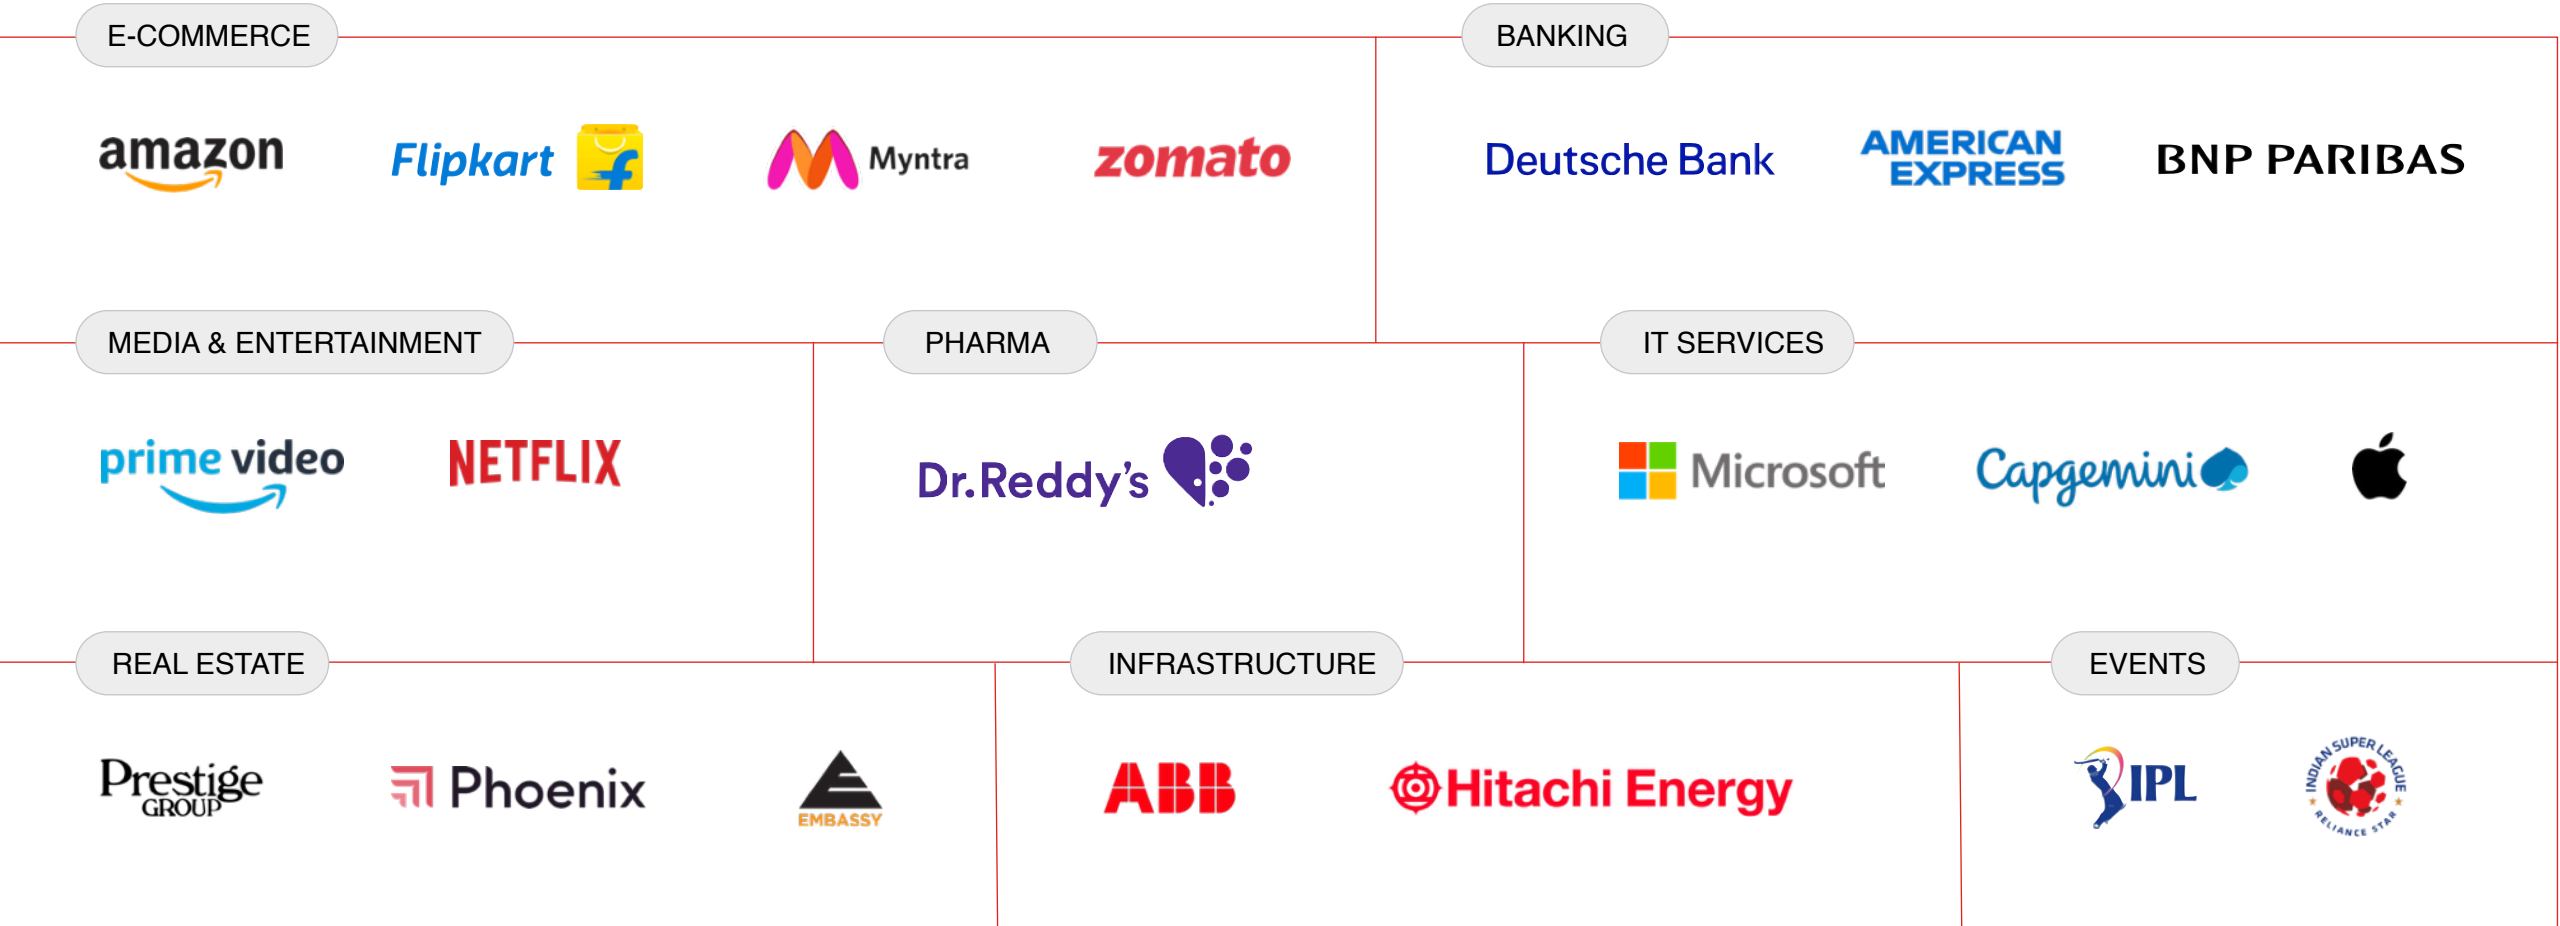 E-COMMERCE
BANKING
amazon
Flipkart
f
Myntra
zomato
Deutsche Bank
AMERICAN
EXPRESS
BNP PARIBAS
MEDIA & ENTERTAINMENT
PHARMA
IT SERVICES
prime video
NETFLIX
Dr.Reddy's
Microsoft
Capgemini
REAL ESTATE
INFRASTRUCTURE
EVENTS
Prestige
GROUP
Phoenix
EMBASSY
ABB
Hitachi Energy
IPL
INDIAN SUPER LEAGUE
RELIANCE STAR